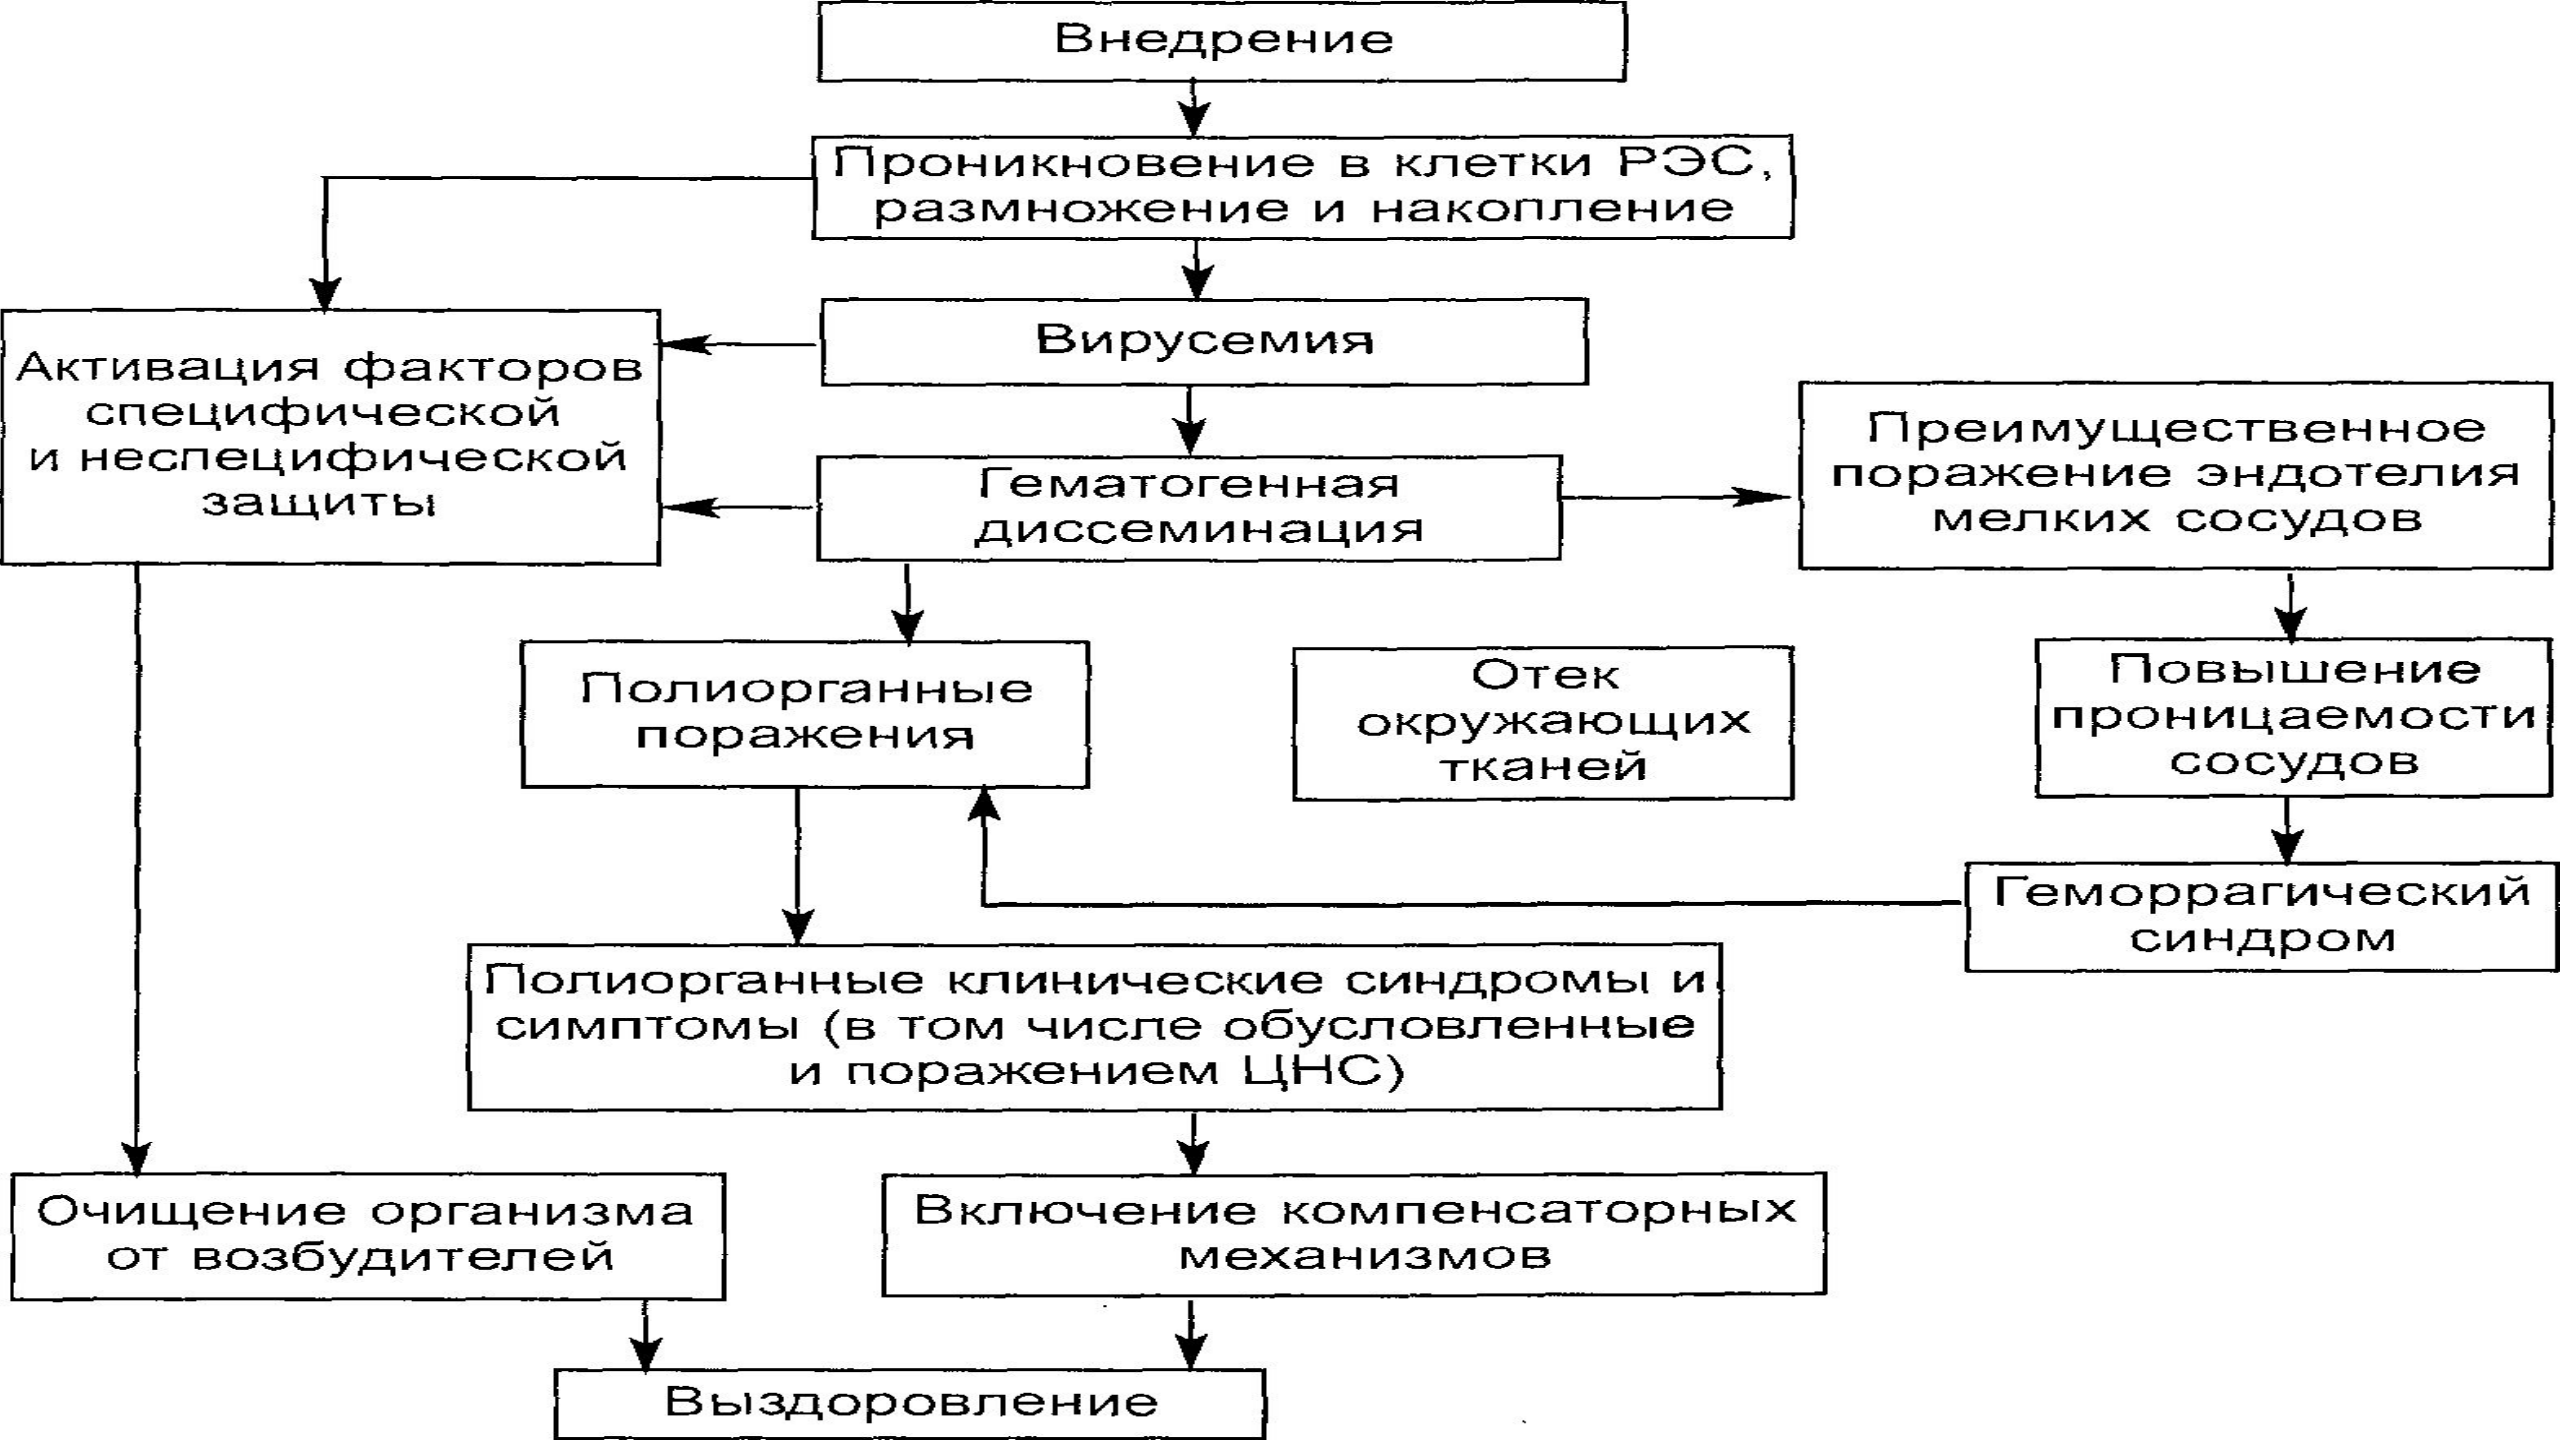 Внедрение
Проникновение в клетки РЭС,
размножение и накопление
Вирусемия
Активация факторов
специфической
и неспецифической
защиты
Гематогенная
диссеминация
Преимущественное
поражение эндотелия
мелких сосудов
Полиорганные
поражения
Отек
окружающих
тканей
Повышение
проницаемости
сосудов
Геморрагический
синдром
Полиорганные клинические синдромы и
симптомы (в том числе обусловленные
и поражением ЦНС)
Очищение организма
от возбудителей
Включение компенсаторных
механизмов
Выздоровление